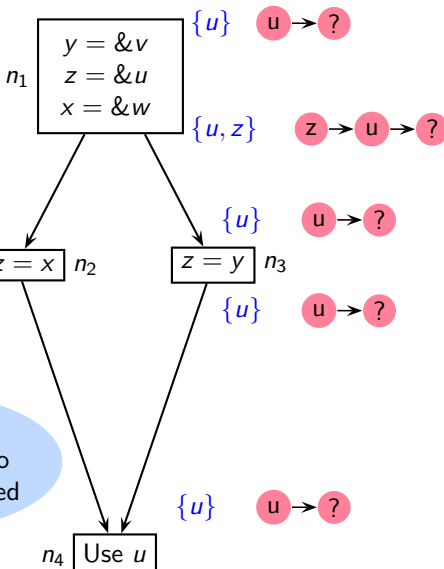 {u} u → ?
y = &v
n1 z = &u
x = &w
{u, z} z → u → ?
{u} u → ?
z = x n2 z = y n3
{u} u → ?
{u} u → ?
n4 Use u